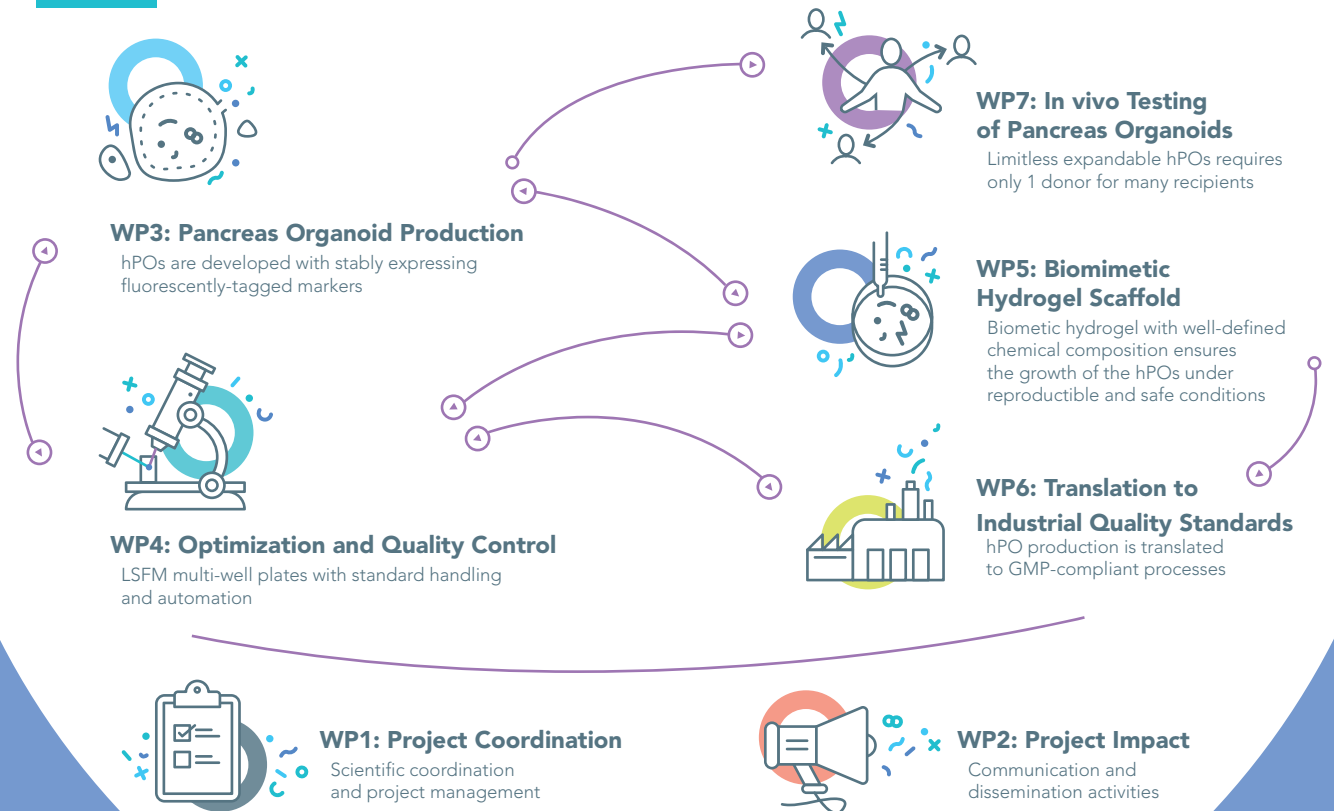 WP3: Pancreas Organoid Production
hPOs are developed with stably expressing
fluorescently-tagged markers
WP4: Optimization and Quality Control
LSFM multi-well plates with standard handling
and automation
WP7: In vivo Testing
of Pancreas Organoids
Limitless expandable hPOs requires
only 1 donor for many recipients
WP5: Biomimetic
Hydrogel Scaffold
Biometic hydrogel with well-defined
chemical composition ensures
the growth of the hPOs under
reproductible and safe conditions
WP6: Translation to
Industrial Quality Standards
hPO production is translated
to GMP-compliant processes
WP1: Project Coordination
Scientific coordination
and project management
WP2: Project Impact
Communication and
dissemination activities